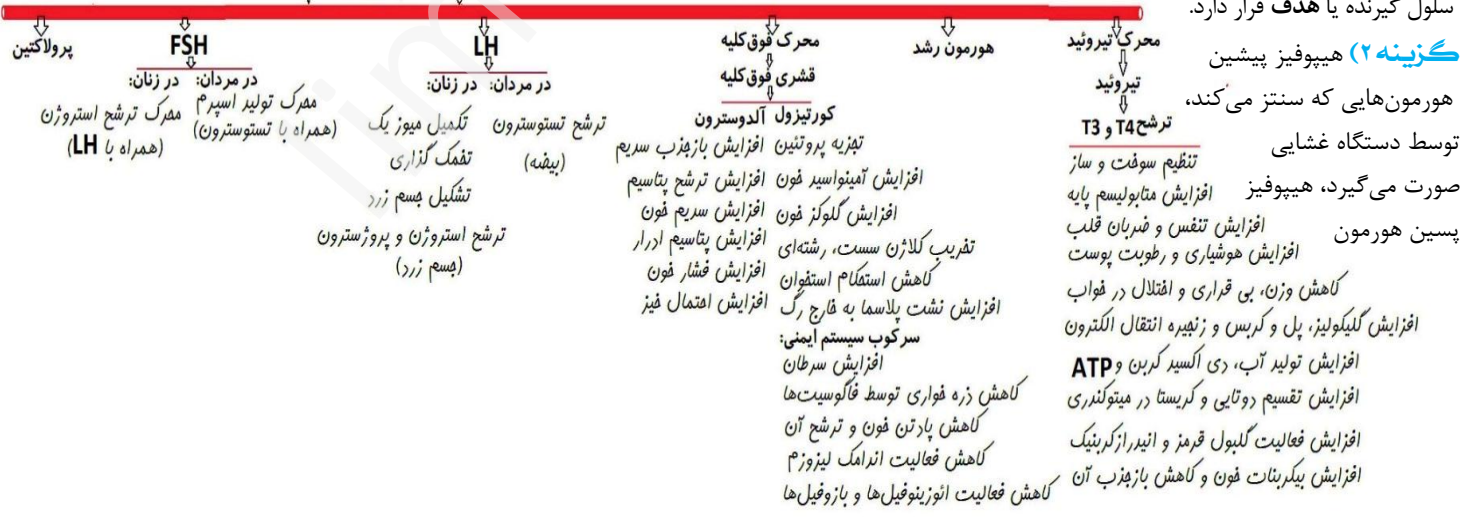 سلول گیرنده یا هدف قرار دارد.
گزینه ۲) هیپوفیز پیشین
هورمون‌هایی که سنتز می‌کند،
توسط دستگاه غشایی
صورت می‌گیرد، هیپوفیز
پسین هورمون
محرک تیروئید
تیروئید
ترشح T4 و T3
تنظیم سوخت و ساز
افزایش متابولیسم پایه
افزایش تنفس و ضربان قلب
افزایش هوشیاری و رطوبت پوست
کاهش وزن، بی قراری و اختلال در خواب
افزایش گلیکولیز، پل و کربس و زنجیره انتقال الکترون
افزایش تولید آب، دی اکسید کربن و ATP
افزایش تقسیم دوتایی و کریستا در میتوکندری
افزایش فعالیت گلبول قرمز و انیدرازکربنیک
افزایش بیکربنات خون و کاهش بازجذب آن
هورمون رشد
محرک فوق‌کلیه
قشری فوق‌کلیه
کورتیزول
تجزیه پروتئین
افزایش آمینواسید خون
افزایش گلوکز خون
تخریب کلاژن سست، رشته‌ای
کاهش استحکام استخوان
افزایش نشت پلاسما به خارج رگ
سرکوب سیستم ایمنی:
افزایش سرطان
کاهش ذره خواری توسط فاگوسیت‌ها
کاهش پادتن خون و ترشح آن
کاهش فعالیت اندامک لیزوزم
کاهش فعالیت ائوزینوفیل‌ها و بازوفیل‌ها
آلدوسترون
افزایش بازجذب سریم
افزایش ترشح پتاسیم
افزایش سریم خون
افزایش پتاسیم ادرار
افزایش فشار خون
افزایش احتمال خیز
LH
در مردان:
ترشح تستوسترون
(بیضه)
در زنان:
تکمیل میوز یک
تخمک گزاری
تشکیل جسم زرد
ترشح استروژن و پروژسترون
(جسم زرد)
FSH
در مردان:
محرک تولید اسپرم
(همراه با تستوسترون)
در زنان:
محرک ترشح استروژن
(همراه با LH)
پرولاکتین